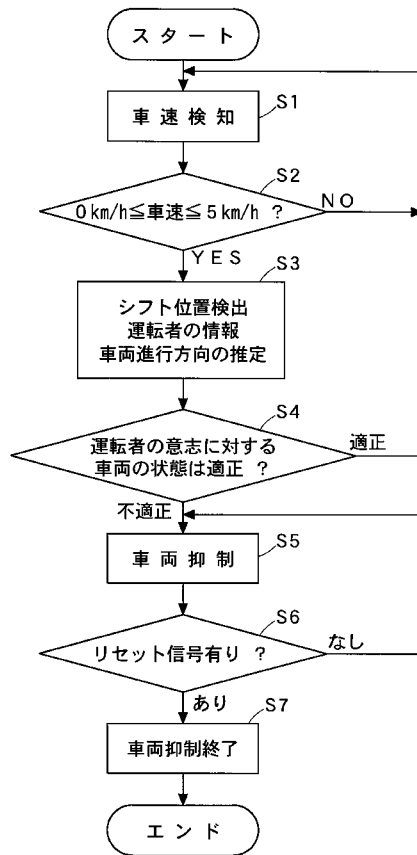 スタート
S1
車速検知
S2
0km/h≦車速≦5km/h ?
NO
YES
S3
シフト位置検出
運転者の情報
車両進行方向の推定
S4
運転者の意志に対する
車両の状態は適正 ?
適正
不適正
S5
車両抑制
S6
リセット信号有り ?
なし
あり
S7
車両抑制終了
エンド